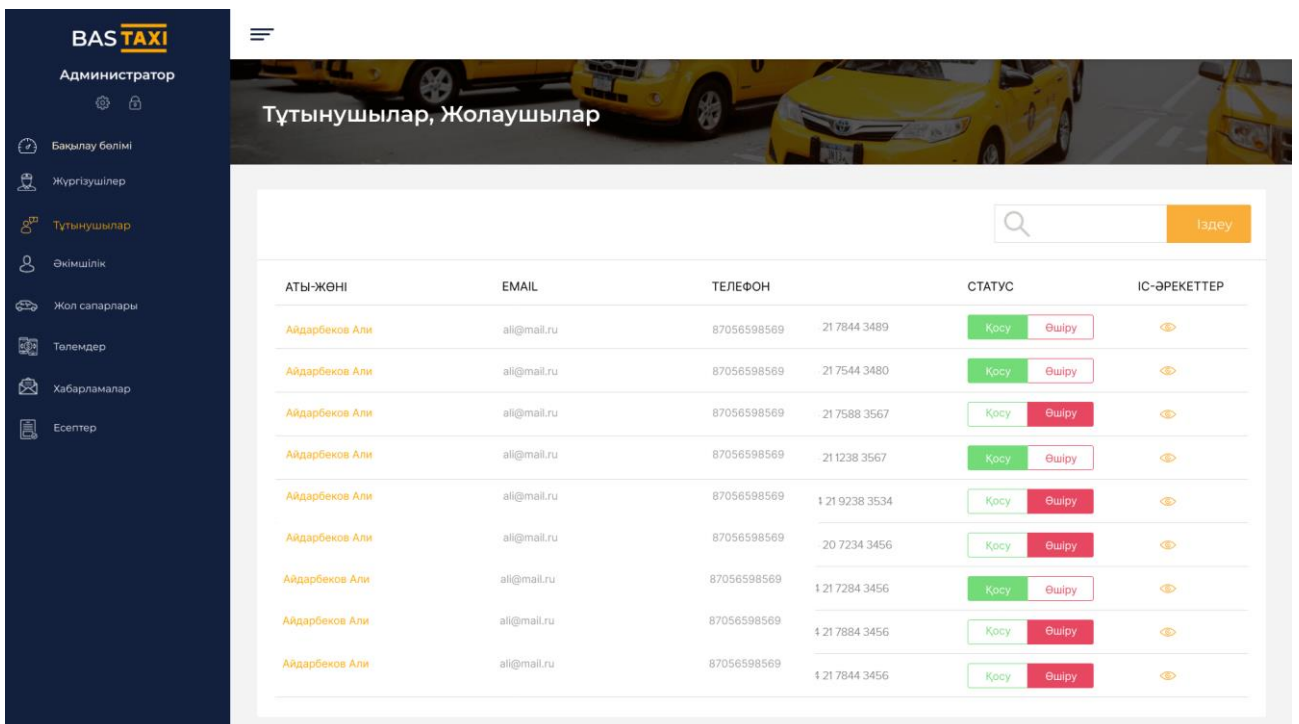 BAS TAXI
Администратор
Бақылау бөлімі
Жүргізушілер
Тұтынушылар
Әкімшілік
Жол сапарлары
Төлемдер
Хабарламалар
Есептер
Тұтынушылар, Жолаушылар
Іздеу
АТЫ-ЖӨНІ EMAIL ТЕЛЕФОН СТАТУС ІС-ӘРЕКЕТТЕР
Айдарбеков Али ali@mail.ru 87056598569 21 7844 3489 Қосу Өшіру
Айдарбеков Али ali@mail.ru 87056598569 21 7544 3480 Қосу Өшіру
Айдарбеков Али ali@mail.ru 87056598569 21 7588 3567 Қосу Өшіру
Айдарбеков Али ali@mail.ru 87056598569 21 1238 3567 Қосу Өшіру
Айдарбеков Али ali@mail.ru 87056598569 4 21 9238 3534 Қосу Өшіру
Айдарбеков Али ali@mail.ru 87056598569 20 7234 3456 Қосу Өшіру
Айдарбеков Али ali@mail.ru 87056598569 4 21 7284 3456 Қосу Өшіру
Айдарбеков Али ali@mail.ru 87056598569 4 21 7884 3456 Қосу Өшіру
Айдарбеков Али ali@mail.ru 87056598569 4 21 7844 3456 Қосу Өшіру